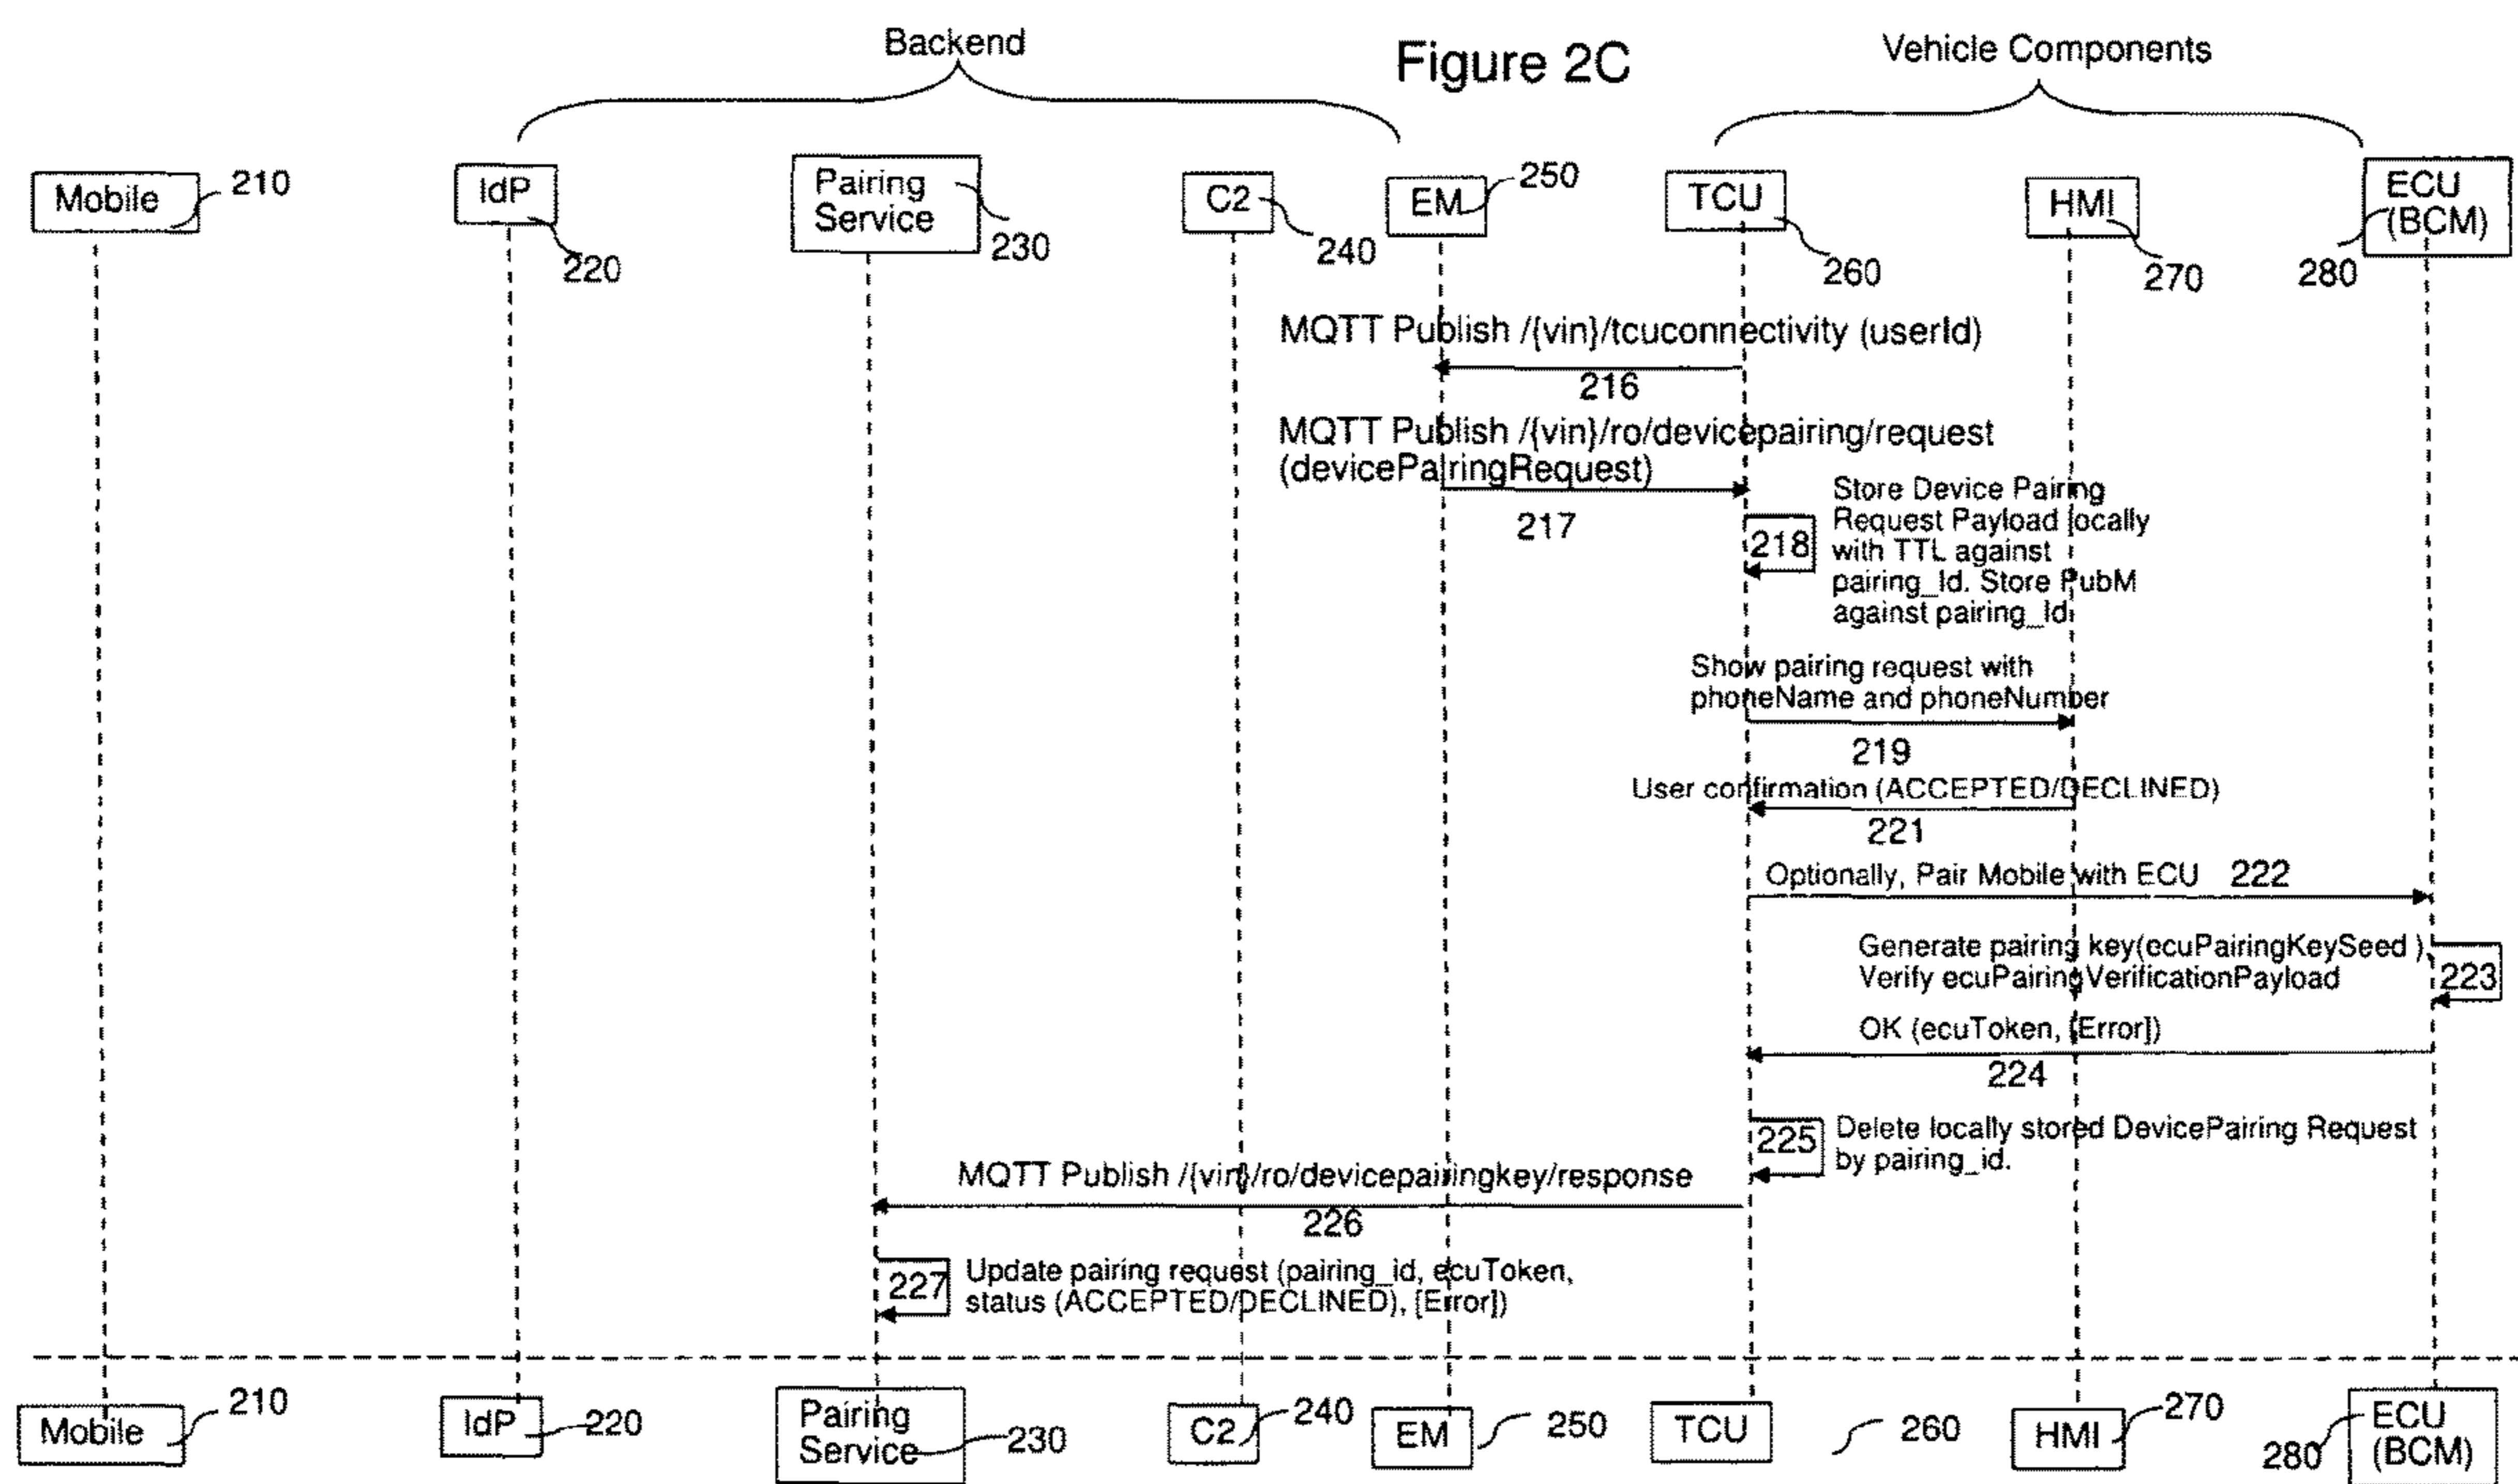 Backend
Figure 2C
Vehicle Components
Mobile
210
IdP
220
Pairing
Service
230
C2
240
EM
250
TCU
260
HMI
270
ECU
(BCM)
280
MQTT Publish /{vin}/tcuconnectivity (userId)
216
MQTT Publish /{vin}/ro/devicepairing/request
(devicePairingRequest)
217
218
Store Device Pairing
Request Payload locally
with TTL against
pairing_Id. Store PubM
against pairing_Id
Show pairing request with
phoneName and phoneNumber
219
User confirmation (ACCEPTED/DECLINED)
221
Optionally, Pair Mobile with ECU 222
Generate pairing key(ecuPairingKeySeed )
Verify ecuPairingVerificationPayload
223
OK (ecuToken, [Error])
224
225
Delete locally stored DevicePairing Request
by pairing_id.
MQTT Publish /{vin}/ro/devicepairingkey/response
226
227
Update pairing request (pairing_id, ecuToken,
status (ACCEPTED/DECLINED), [Error])
Mobile
210
IdP
220
Pairing
Service
230
C2
240
EM
250
TCU
260
HMI
270
ECU
(BCM)
280